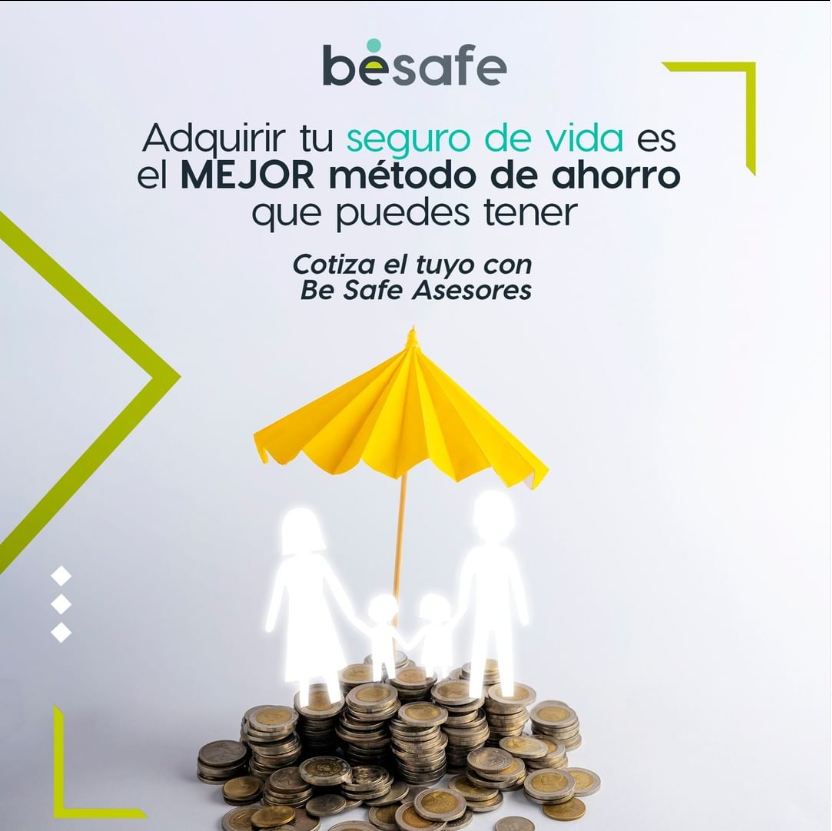 besafe
Adquirir tu seguro de vida es
el MEJOR método de ahorro
que puedes tener
Cotiza el tuyo con
Be Safe Asesores